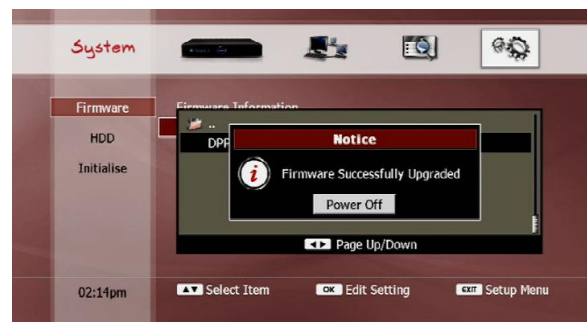 System
Firmware
HDD
Initialise
Firmware Information
..
DPF
Notice
i
Firmware Successfully Upgraded
Power Off
Page Up/Down
02:14pm
Select Item
OK Edit Setting
EXIT Setup Menu